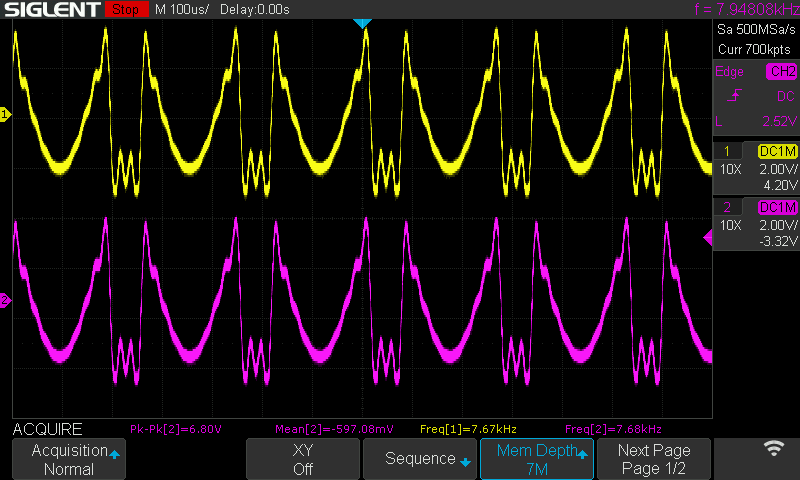 SIGLENT Stop M 100us/ Delay:0.00s f = 7.94808kHz
Sa 500MSa/s
Curr 700kpts
Edge CH2
DC
L 2.52V
1 DC1M
10X 2.00V/
4.20V
2 DC1M
10X 2.00V/
-3.32V
1
2
ACQUIRE Pk-Pk[2]=6.80V Mean[2]=-597.08mV Freq[1]=7.67kHz Freq[2]=7.68kHz
Acquisition
Normal
XY
Off
Sequence
Mem Depth
7M
Next Page
Page 1/2